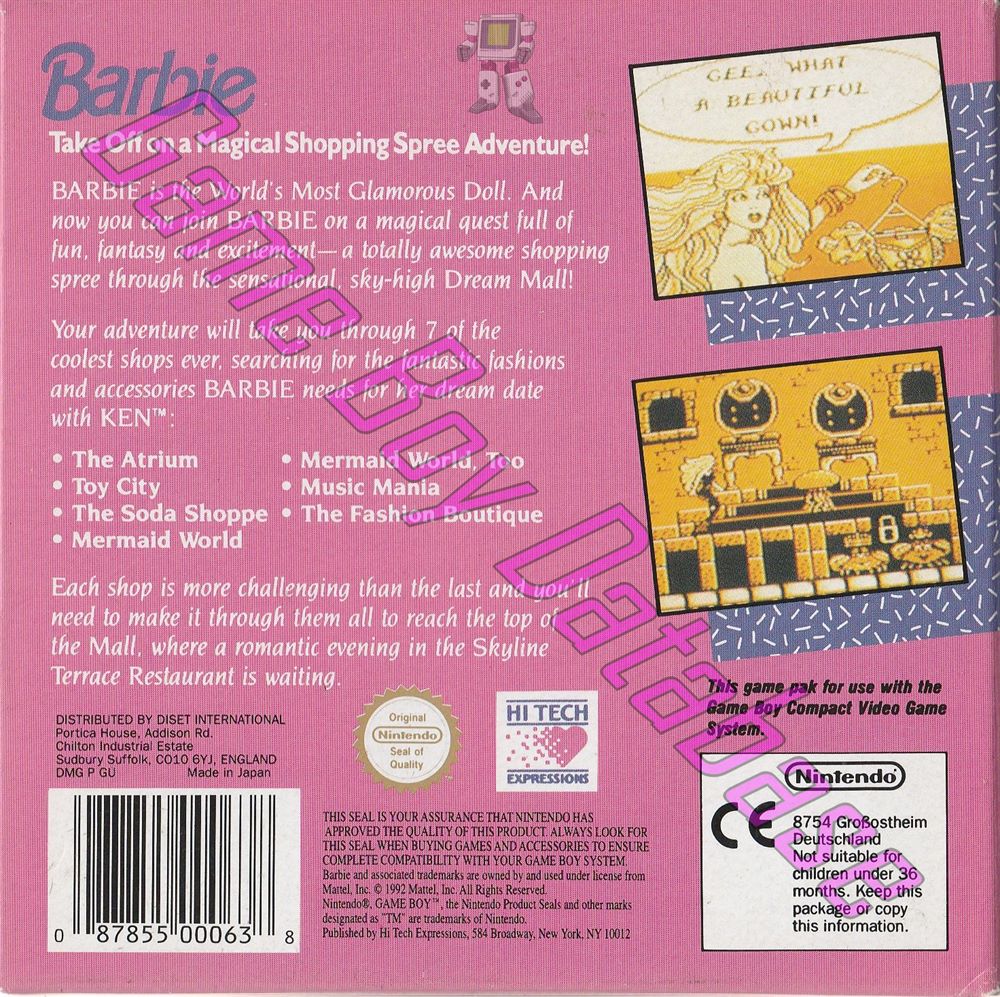 Barbie
Take Off on a Magical Shopping Spree Adventure!
BARBIE is the World's Most Glamorous Doll. And
now you can join BARBIE on a magical quest full of
fun, fantasy and excitement— a totally awesome shopping
spree through the sensational, sky-high Dream Mall!
Your adventure will take you through 7 of the
coolest shops ever, searching for the fantastic fashions
and accessories BARBIE needs for her dream date
with KEN™:
• The Atrium
• Toy City
• The Soda Shoppe
• Mermaid World
• Mermaid World, Too
• Music Mania
• The Fashion Boutique
Each shop is more challenging than the last and you'll
need to make it through them all to reach the top of
the Mall, where a romantic evening in the Skyline
Terrace Restaurant is waiting.
GEE, WHAT
A BEAUTIFUL
GOWN!
8
This game pak for use with the
Game Boy Compact Video Game
System.
DISTRIBUTED BY DISET INTERNATIONAL
Portica House, Addison Rd.
Chilton Industrial Estate
Sudbury Suffolk, CO10 6YJ, ENGLAND
DMG P GU Made in Japan
Original
Nintendo
Seal of
Quality
HI TECH
EXPRESSIONS
0 87855 00063 8
THIS SEAL IS YOUR ASSURANCE THAT NINTENDO HAS
APPROVED THE QUALITY OF THIS PRODUCT. ALWAYS LOOK FOR
THIS SEAL WHEN BUYING GAMES AND ACCESSORIES TO ENSURE
COMPLETE COMPATIBILITY WITH YOUR GAME BOY SYSTEM.
Barbie and associated trademarks are owned by and used under license from
Mattel, Inc. © 1992 Mattel, Inc. All Rights Reserved.
Nintendo®, GAME BOY™, the Nintendo Product Seals and other marks
designated as "TM" are trademarks of Nintendo.
Published by Hi Tech Expressions, 584 Broadway, New York, NY 10012
Nintendo®
CE
8754 Großostheim
Deutschland
Not suitable for
children under 36
months. Keep this
package or copy
this information.
Game Boy Database